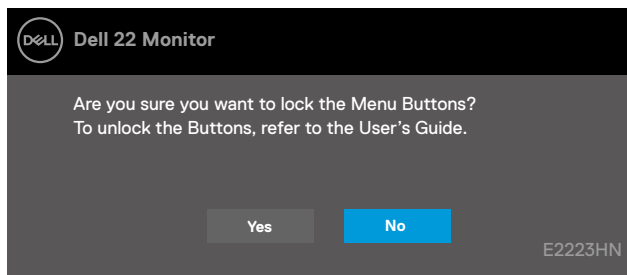 DELL Dell 22 Monitor
Are you sure you want to lock the Menu Buttons?
To unlock the Buttons, refer to the User’s Guide.
Yes No
E2223HN